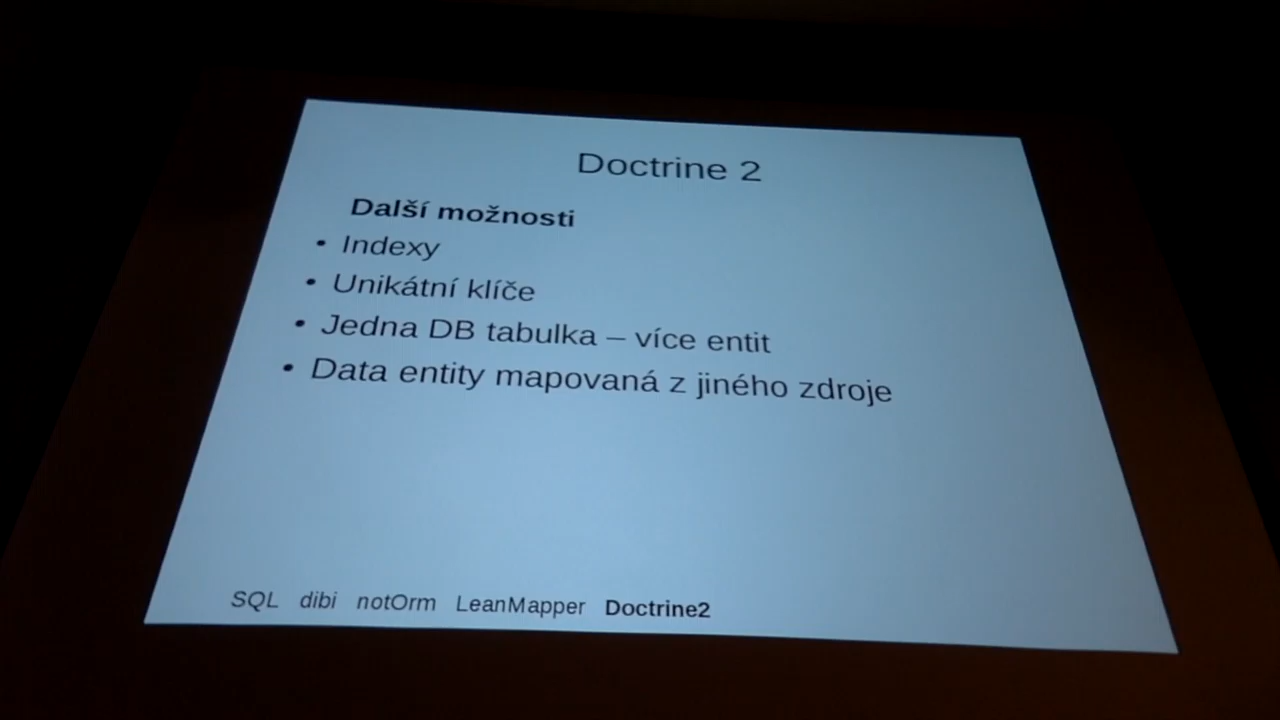 Doctrine 2
Další možnosti
• Indexy
• Unikátní klíče
• Jedna DB tabulka – více entit
• Data entity mapovaná z jiného zdroje
SQL dibi notOrm LeanMapper Doctrine2